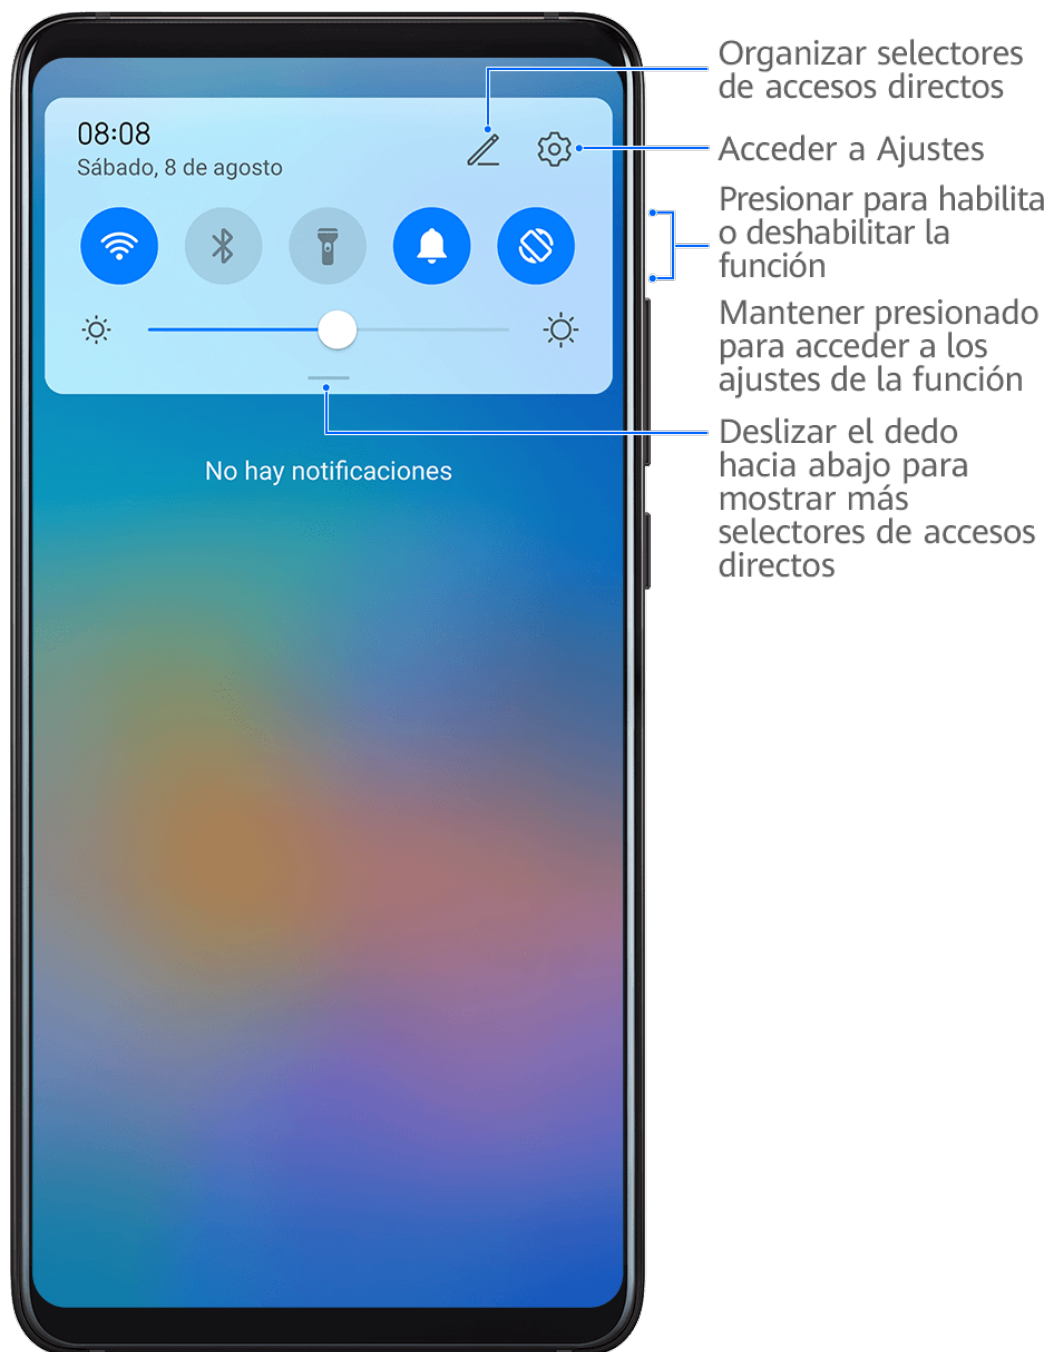 08:08
Sábado, 8 de agosto
No hay notificaciones
Organizar selectores
de accesos directos
Acceder a Ajustes
Presionar para habilita
o deshabilitar la
función
Mantener presionado
para acceder a los
ajustes de la función
Deslizar el dedo
hacia abajo para
mostrar más
selectores de accesos
directos